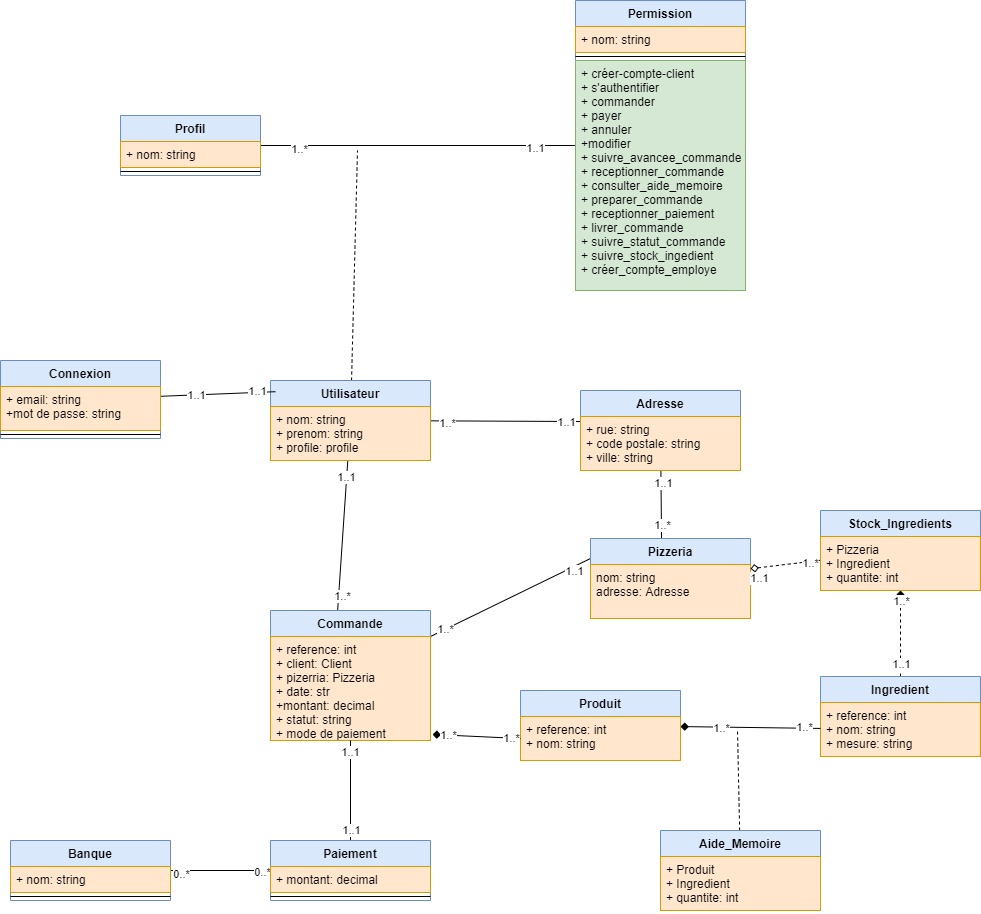 Permission
+ nom: string
+ créer-compte-client
+ s'authentifier
+ commander
+ payer
+ annuler
+modifier
+ suivre_avancee_commande
+ receptionner_commande
+ consulter_aide_memoire
+ preparer_commande
+ receptionner_paiement
+ livrer_commande
+ suivre_statut_commande
+ suivre_stock_ingedient
+ créer_compte_employe
Profil
+ nom: string
1..*
1..1
Connexion
+ email: string
+mot de passe: string
1..1
1..1
Utilisateur
+ nom: string
+ prenom: string
+ profile: profile
1..*
1..1
Adresse
+ rue: string
+ code postale: string
+ ville: string
1..1
1..1
1..*
Pizzeria
nom: string
adresse: Adresse
1..1
1..*
1..1
1..*
Stock_Ingredients
+ Pizzeria
+ Ingredient
+ quantite: int
1..*
1..1
1..*
Commande
+ reference: int
+ client: Client
+ pizerria: Pizzeria
+ date: str
+montant: decimal
+ statut: string
+ mode de paiement
1..*
1..*
Produit
+ reference: int
+ nom: string
1..*
1..*
Ingredient
+ reference: int
+ nom: string
+ mesure: string
1..1
1..1
Banque
+ nom: string
0..*
0..*
Paiement
+ montant: decimal
Aide_Memoire
+ Produit
+ Ingredient
+ quantite: int